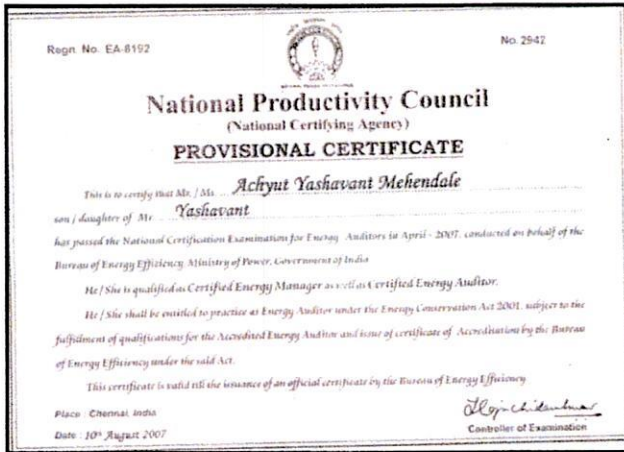 Regn. No. EA-8192
No. 2942
National Productivity Council
(National Certifying Agency)
PROVISIONAL CERTIFICATE
This is to certify that Mr. / Ms. Achyut Yashavant Mehendale
son / daughter of Mr. Yashavant
has passed the National Certification Examination for Energy Auditors in April - 2007, conducted on behalf of the
Bureau of Energy Efficiency, Ministry of Power, Government of India
He / She is qualified as Certified Energy Manager as well as Certified Energy Auditor.
He / She shall be entitled to practice as Energy Auditor under the Energy Conservation Act 2001, subject to the
fulfillment of qualifications for the Accredited Energy Auditor and issue of certificate of Accreditation by the Bureau
of Energy Efficiency under the said Act.
This certificate is valid till the issuance of an official certificate by the Bureau of Energy Efficiency
Place : Chennai, India
Date : 10th August 2007
Controller of Examination